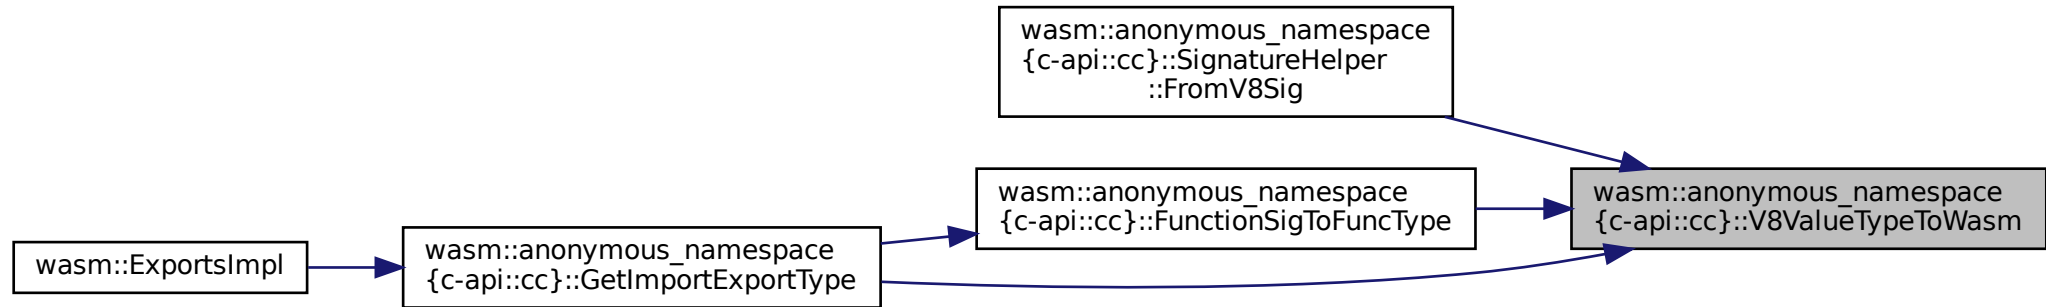 wasm::anonymous_namespace
{c-api::cc}::SignatureHelper
::FromV8Sig
wasm::anonymous_namespace
{c-api::cc}::FunctionSigToFuncType
wasm::anonymous_namespace
{c-api::cc}::V8ValueTypeToWasm
wasm::ExportsImpl
wasm::anonymous_namespace
{c-api::cc}::GetImportExportType